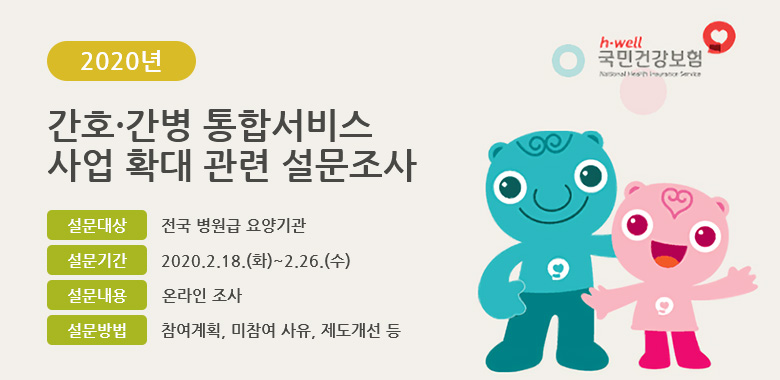 2020년
h·well
국민건강보험
National Health Insurance Service
간호·간병 통합서비스
사업 확대 관련 설문조사
설문대상 전국 병원급 요양기관
설문기간 2020.2.18.(화)~2.26.(수)
설문내용 온라인 조사
설문방법 참여계획, 미참여 사유, 제도개선 등